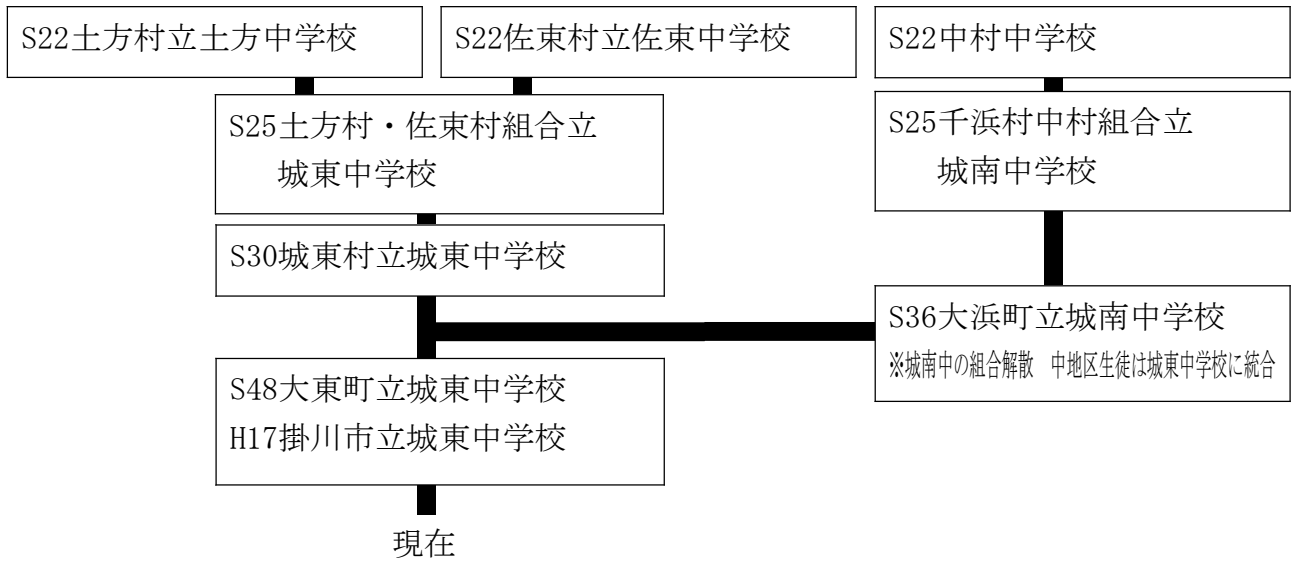 S22土方村立土方中学校
S22佐束村立佐束中学校
S22中村中学校
S25土方村・佐束村組合立
城東中学校
S25千浜村中村組合立
城南中学校
S30城東村立城東中学校
S36大浜町立城南中学校
※城南中の組合解散　中地区生徒は城東中学校に統合
S48大東町立城東中学校
H17掛川市立城東中学校
現在